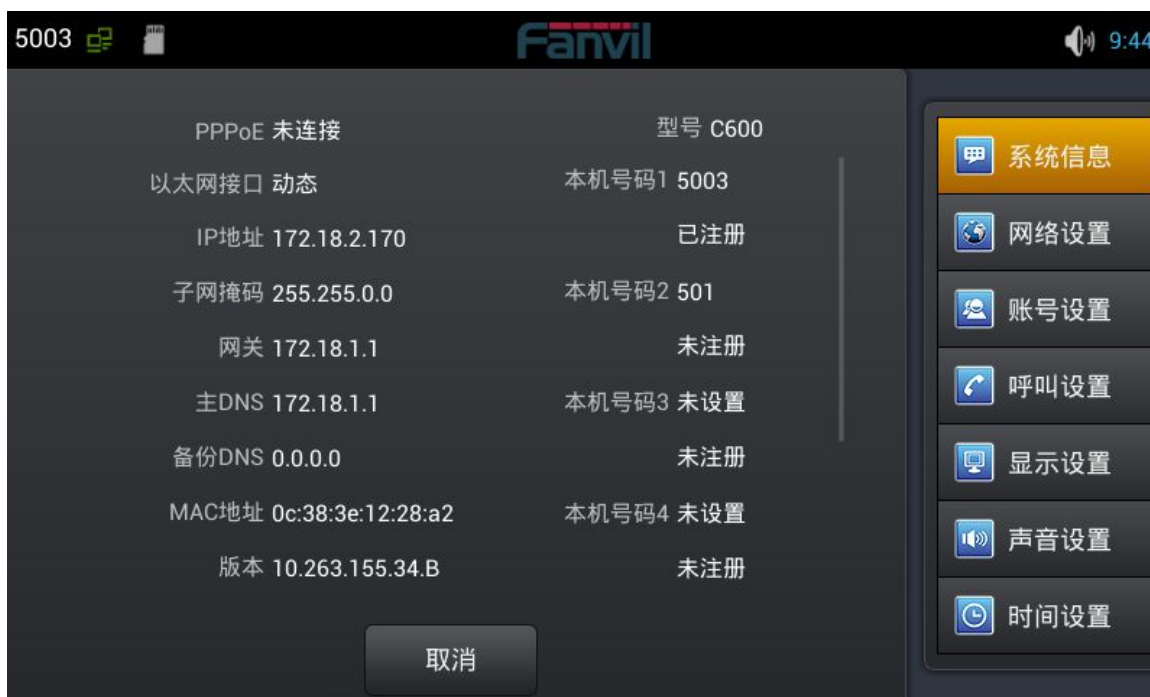 5003
Fanvil
9:44
PPPoE 未连接
以太网接口 动态
IP地址 172.18.2.170
子网掩码 255.255.0.0
网关 172.18.1.1
主DNS 172.18.1.1
备份DNS 0.0.0.0
MAC地址 0c:38:3e:12:28:a2
版本 10.263.155.34.B
型号 C600
本机号码1 5003
已注册
本机号码2 501
未注册
本机号码3 未设置
未注册
本机号码4 未设置
未注册
取消
系统信息
网络设置
账号设置
呼叫设置
显示设置
声音设置
时间设置